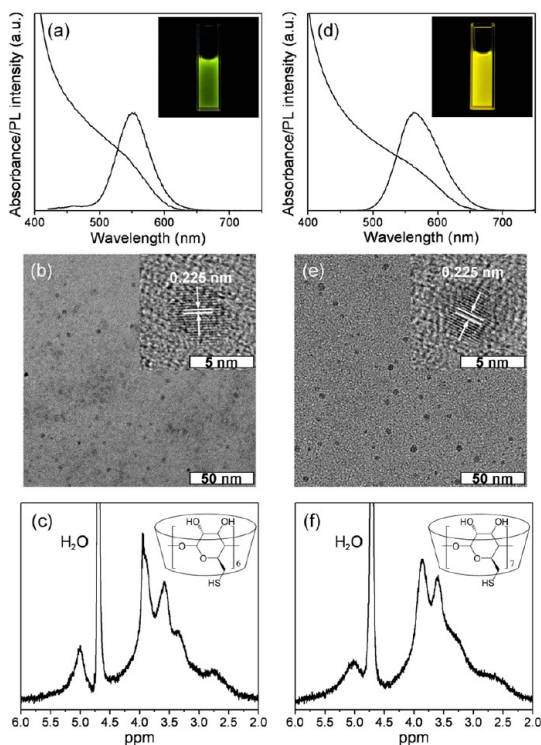 (a)
Absorbance/PL intensity (a.u.)
400 500 600 700
Wavelength (nm)
(d)
Absorbance/PL intensity (a.u.)
400 500 600 700
Wavelength (nm)
(b)
0.225 nm
5 nm
50 nm
(e)
0.225 nm
5 nm
50 nm
(c)
H₂O
HO OH
O
O
6
HS
6.0 5.5 5.0 4.5 4.0 3.5 3.0 2.5 2.0
ppm
(f)
H₂O
HO OH
O
O
7
HS
6.0 5.5 5.0 4.5 4.0 3.5 3.0 2.5 2.0
ppm